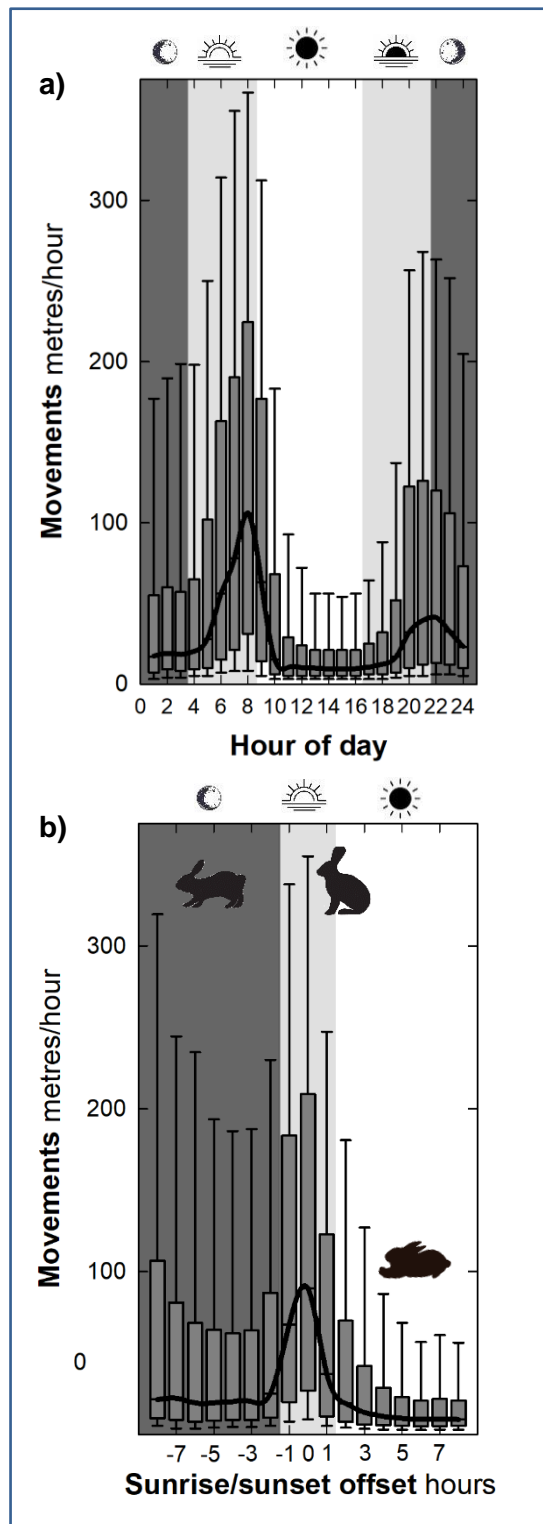 a)
Movements metres/hour
300
200
100
0
0 2 4 6 8 10 12 14 16 18 20 22 24
Hour of day
b)
Movements metres/hour
300
200
100
0
-7 -5 -3 -1 0 1 3 5 7
Sunrise/sunset offset hours